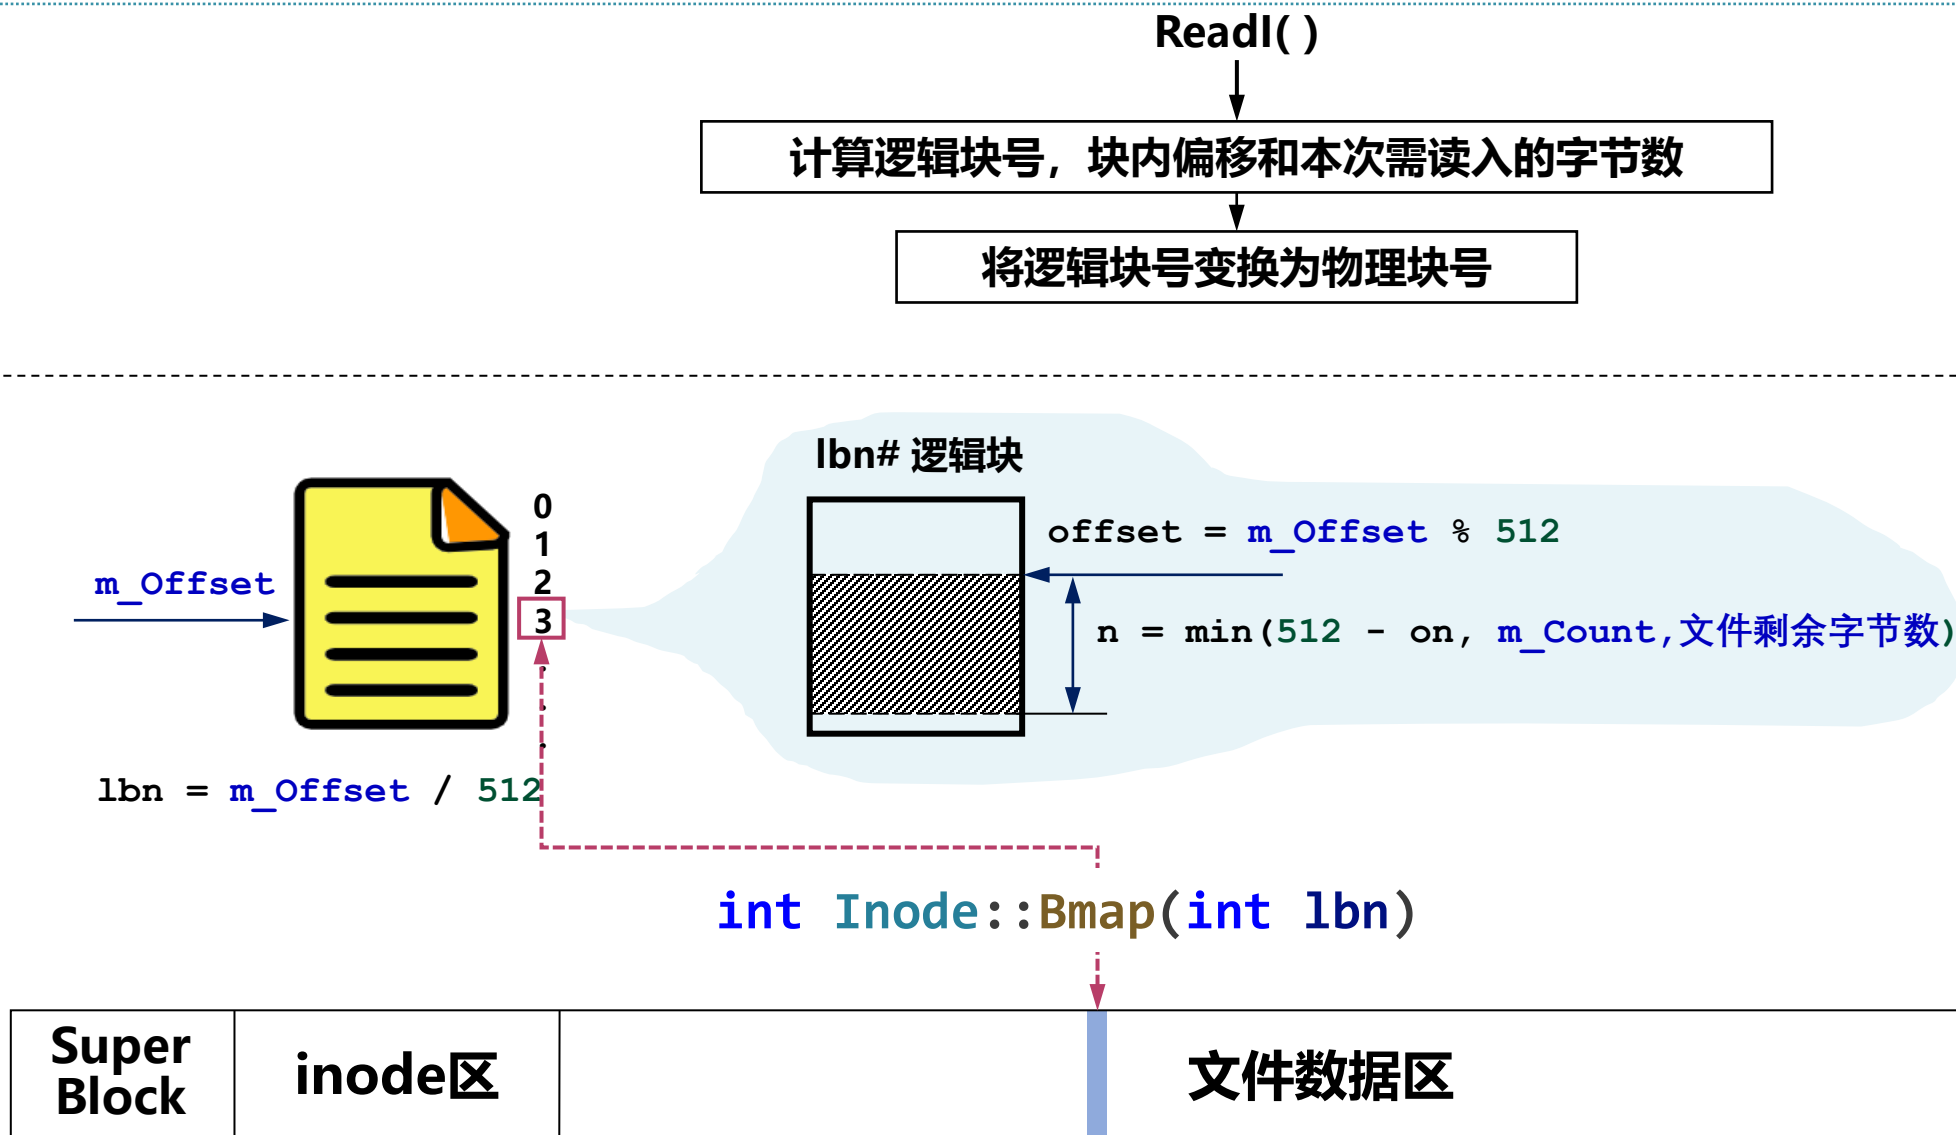 ReadI( )
计算逻辑块号，块内偏移和本次需读入的字节数
将逻辑块号变换为物理块号
lbn# 逻辑块
0
1
2
3
.
.
.
offset = m_Offset % 512
m_Offset
n = min(512 - on, m_Count,文件剩余字节数)
lbn = m_Offset / 512
int Inode::Bmap(int lbn)
Super
Block
inode区
文件数据区